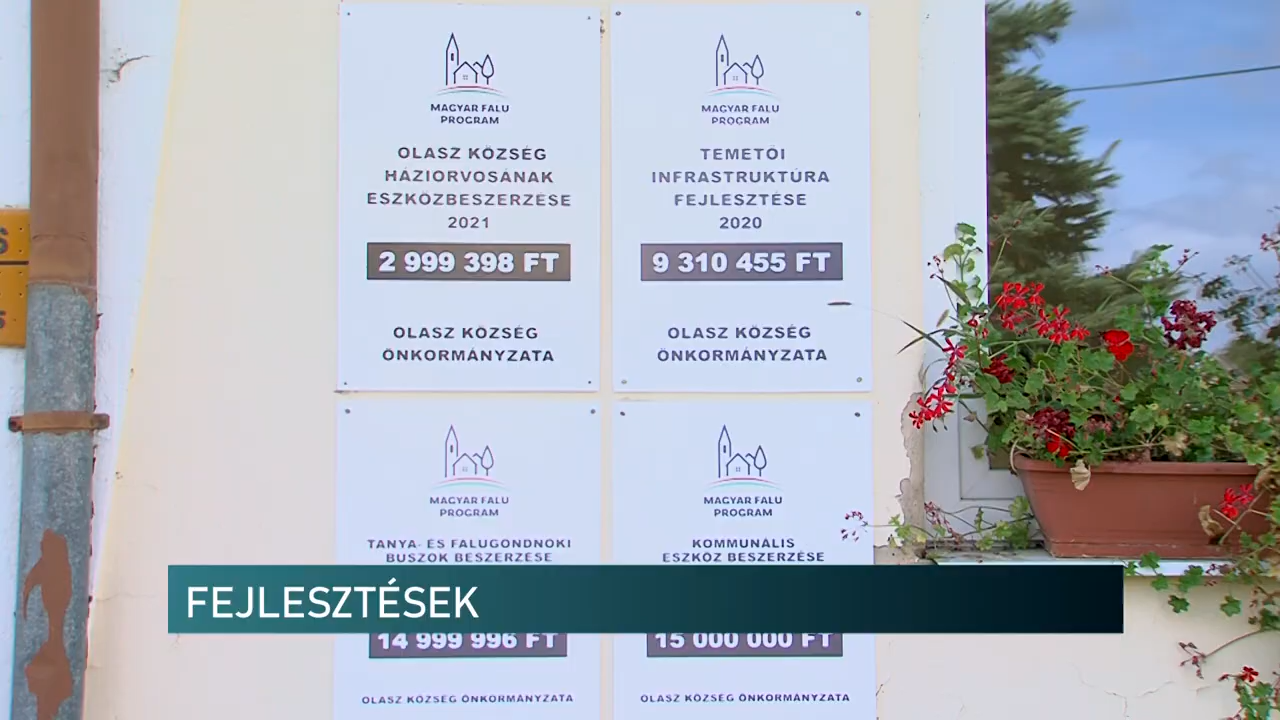 MAGYAR FALU
PROGRAM
OLASZ KÖZSÉG
HÁZIORVOSÁNAK
ESZKÖZBESZERZÉSE
2021
2 999 398 FT
OLASZ KÖZSÉG
ÖNKORMÁNYZATA
MAGYAR FALU
PROGRAM
TEMETŐI
INFRASTRUKTÚRA
FEJLESZTÉSE
2020
9 310 455 FT
OLASZ KÖZSÉG
ÖNKORMÁNYZATA
MAGYAR FALU
PROGRAM
TANYA- ÉS FALUGONDNOKI
BUSZOK BESZERZÉSE
14 999 996 FT
OLASZ KÖZSÉG ÖNKORMÁNYZATA
MAGYAR FALU
PROGRAM
KOMMUNÁLIS
ESZKÖZ BESZERZÉSE
15 000 000 FT
OLASZ KÖZSÉG ÖNKORMÁNYZATA
FEJLESZTÉSEK